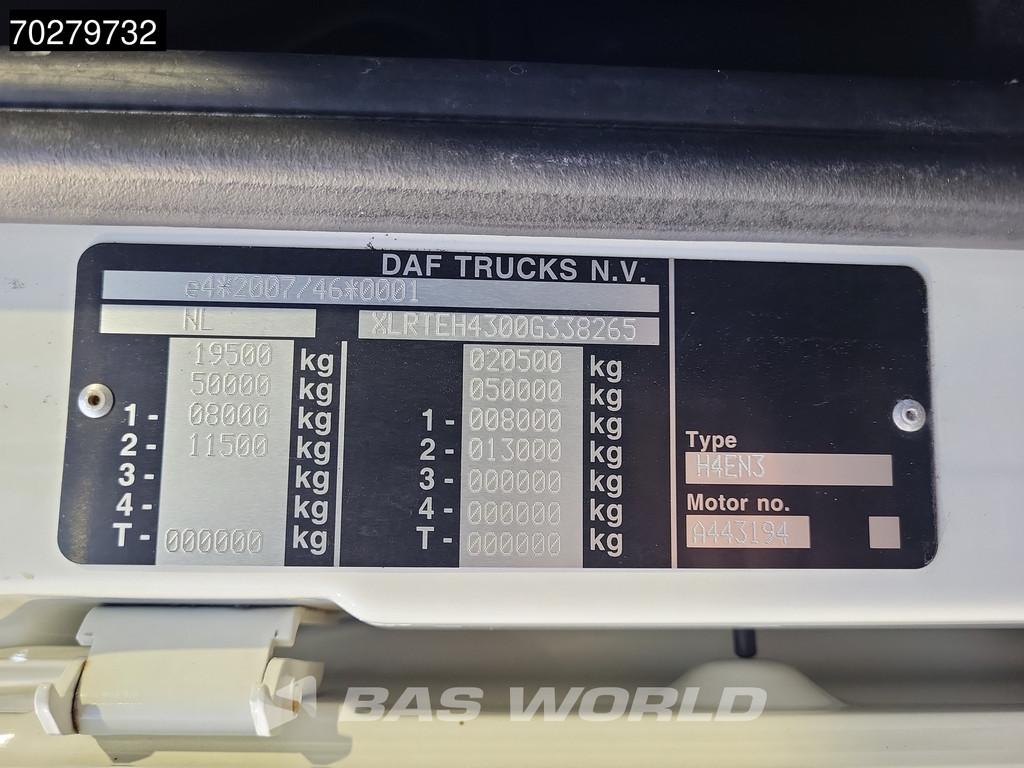 70279732
DAF TRUCKS N.V.
e4*2007/46*0001
NL XLRTEH4300G338265
19500 kg 020500 kg
50000 kg 050000 kg
1- 08000 kg 1- 008000 kg
2- 11500 kg 2- 013000 kg
3- kg 3- 000000 kg
4- kg 4- 000000 kg
T- 000000 kg T- 000000 kg
Type
H4EN3
Motor no.
A443194
BAS WORLD